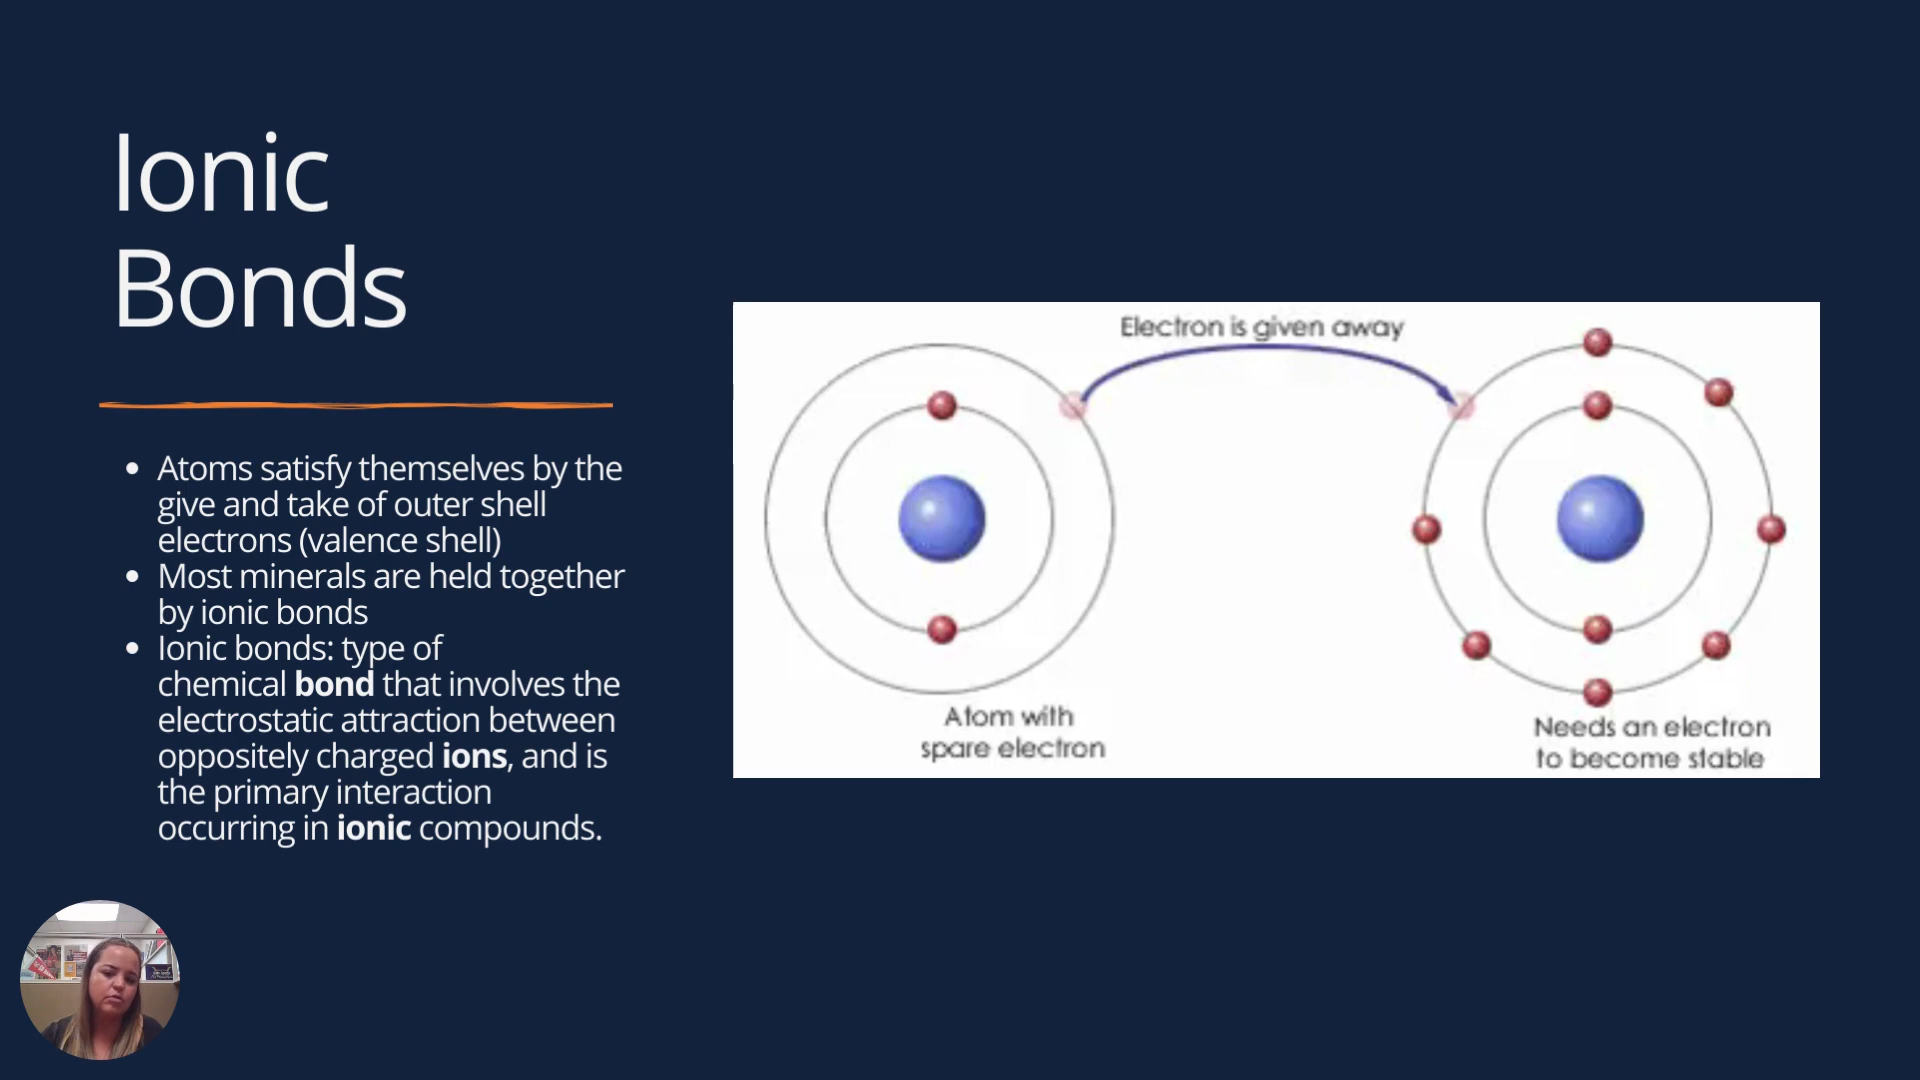 Ionic
Bonds
• Atoms satisfy themselves by the
give and take of outer shell
electrons (valence shell)
• Most minerals are held together
by ionic bonds
• Ionic bonds: type of
chemical bond that involves the
electrostatic attraction between
oppositely charged ions, and is
the primary interaction
occurring in ionic compounds.
Electron is given away
Atom with
spare electron
Needs an electron
to become stable